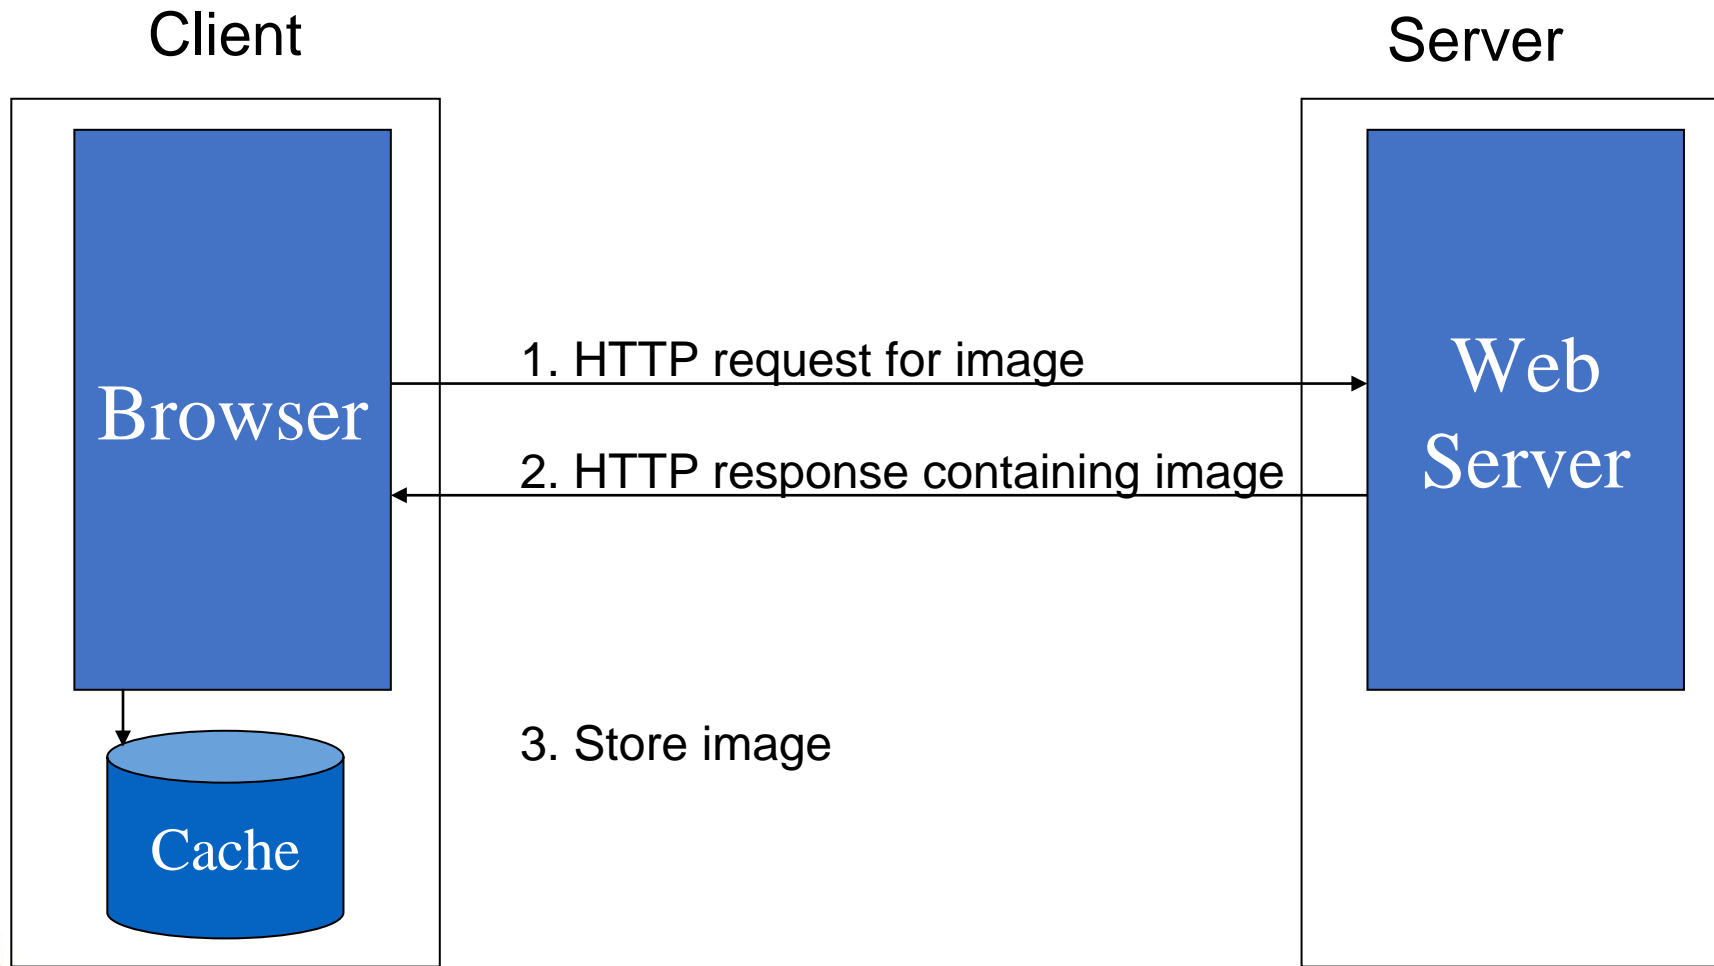 Client
Server
Browser
1. HTTP request for image
2. HTTP response containing image
Web
Server
3. Store image
Cache